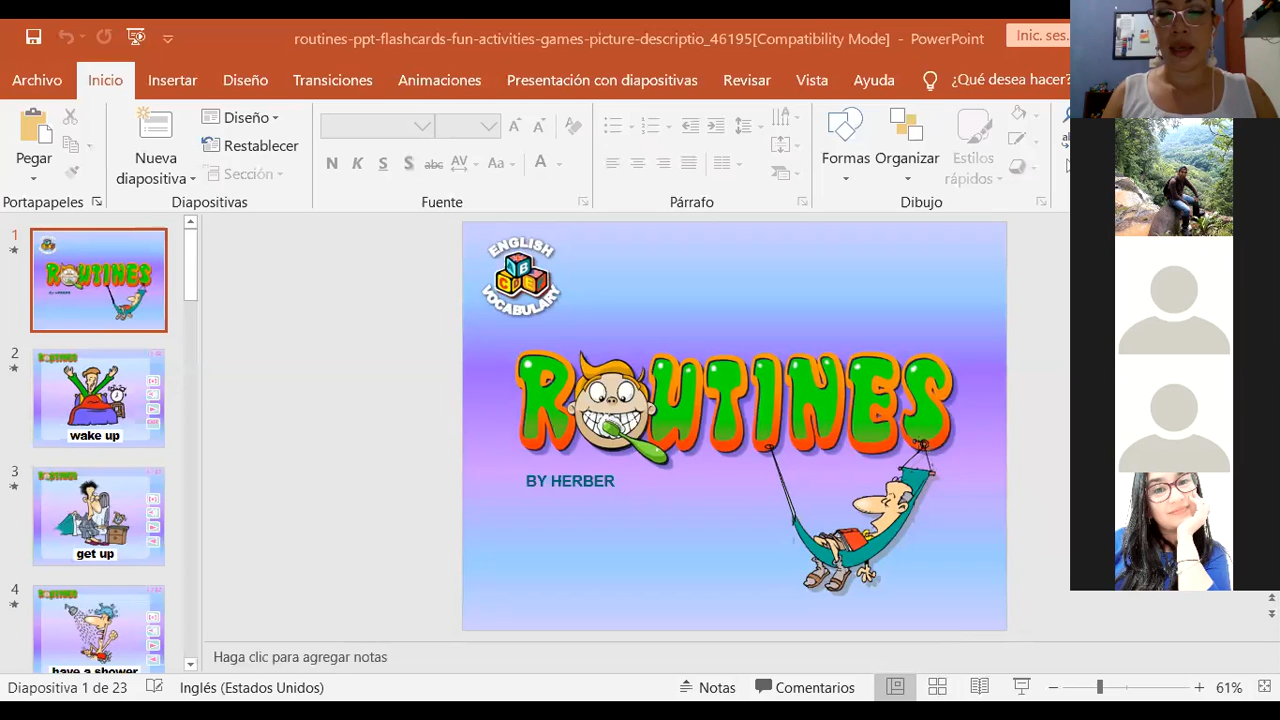 routines-ppt-flashcards-fun-activities-games-picture-descriptio_46195[Compatibility Mode] - PowerPoint
Inic. ses.
Archivo Inicio Insertar Diseño Transiciones Animaciones Presentación con diapositivas Revisar Vista Ayuda ¿Qué desea hacer?
Pegar
Nueva diapositiva
Diseño
Restablecer
Sección
N K S S abc AV Aa A
Formas
Organizar
Estilos rápidos
Portapapeles Diapositivas Fuente Párrafo Dibujo
1
ROUTINES
2
ROUTINES
wake up
3
ROUTINES
get up
4
ROUTINES
have a shower
ENGLISH
A B C D E
VOCABULARY
ROUTINES
BY HERBER
Haga clic para agregar notas
Diapositiva 1 de 23 Inglés (Estados Unidos) Notas Comentarios 61%